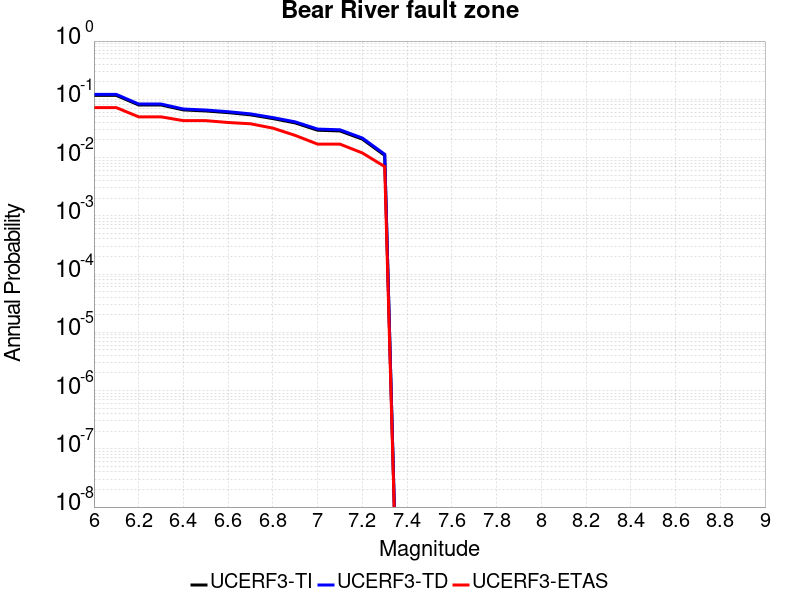 Bear River fault zone
Annual Probability
10^0
10^-1
10^-2
10^-3
10^-4
10^-5
10^-6
10^-7
10^-8
6 6.2 6.4 6.6 6.8 7 7.2 7.4 7.6 7.8 8 8.2 8.4 8.6 8.8 9
Magnitude
UCERF3-TI UCERF3-TD UCERF3-ETAS